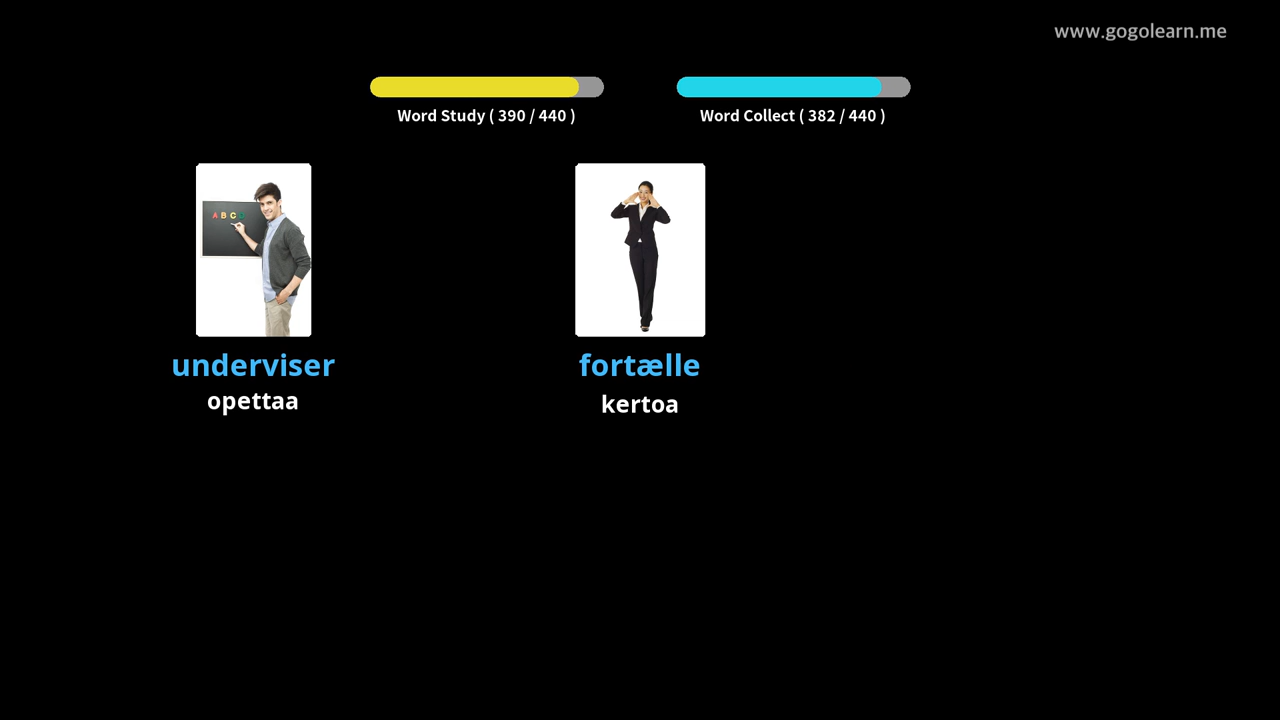 www.gogolearn.me
Word Study ( 390 / 440 )
Word Collect ( 382 / 440 )
A B C D
underviser
opettaa
fortælle
kertoa